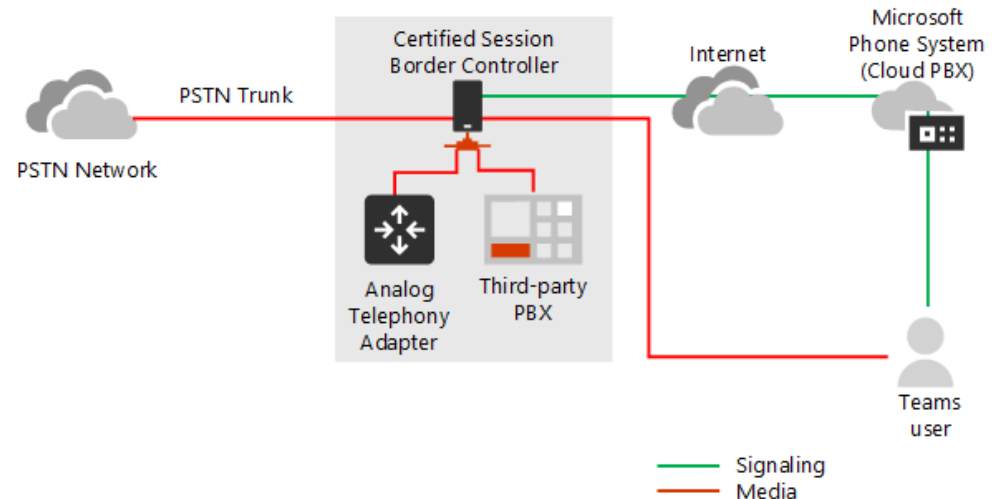 Microsoft
Phone System
(Cloud PBX)
Certified Session
Border Controller
Internet
PSTN Trunk
PSTN Network
Analog
Telephony
Adapter
Third-party
PBX
Teams
user
Signaling
Media